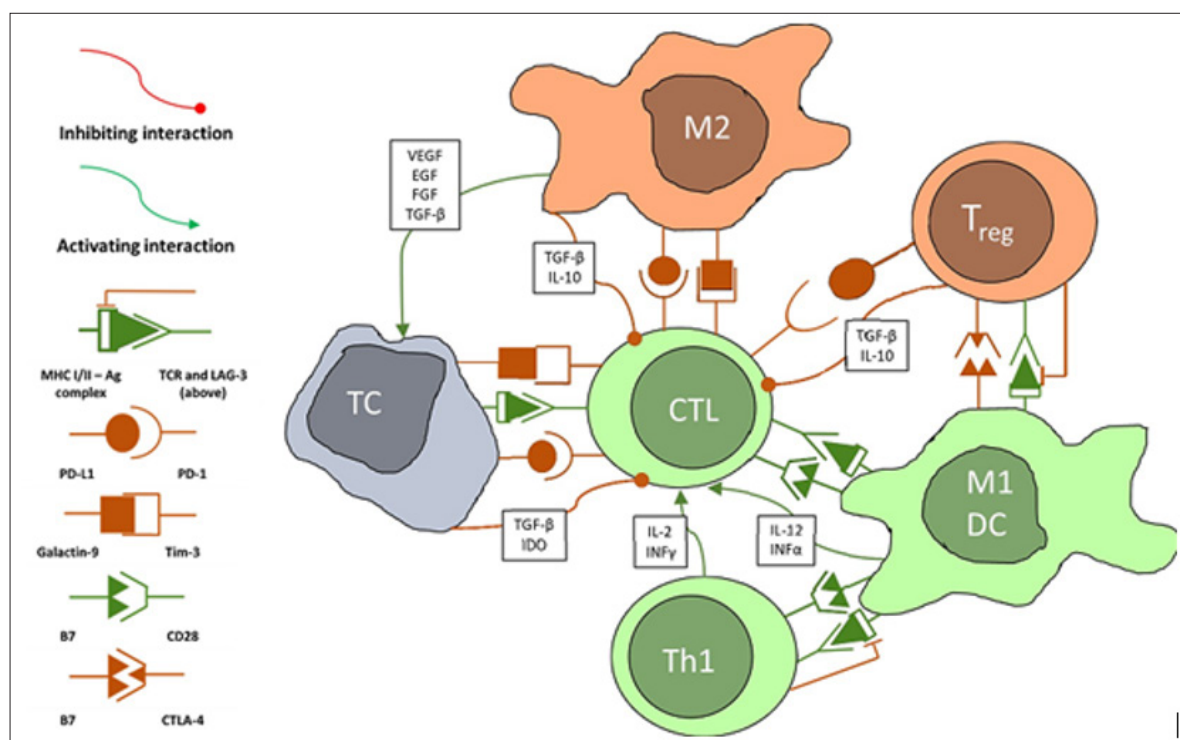 Inhibiting interaction
Activating interaction
MHC I/II – Ag
complex
TCR and LAG-3
(above)
PD-L1
PD-1
Galactin-9
Tim-3
B7
CD28
B7
CTLA-4
VEGF
EGF
FGF
TGF-β
M2
TGF-β
IL-10
Treg
TGF-β
IL-10
TC
CTL
M1
DC
TGF-β
IDO
IL-2
INFγ
IL-12
INFα
Th1